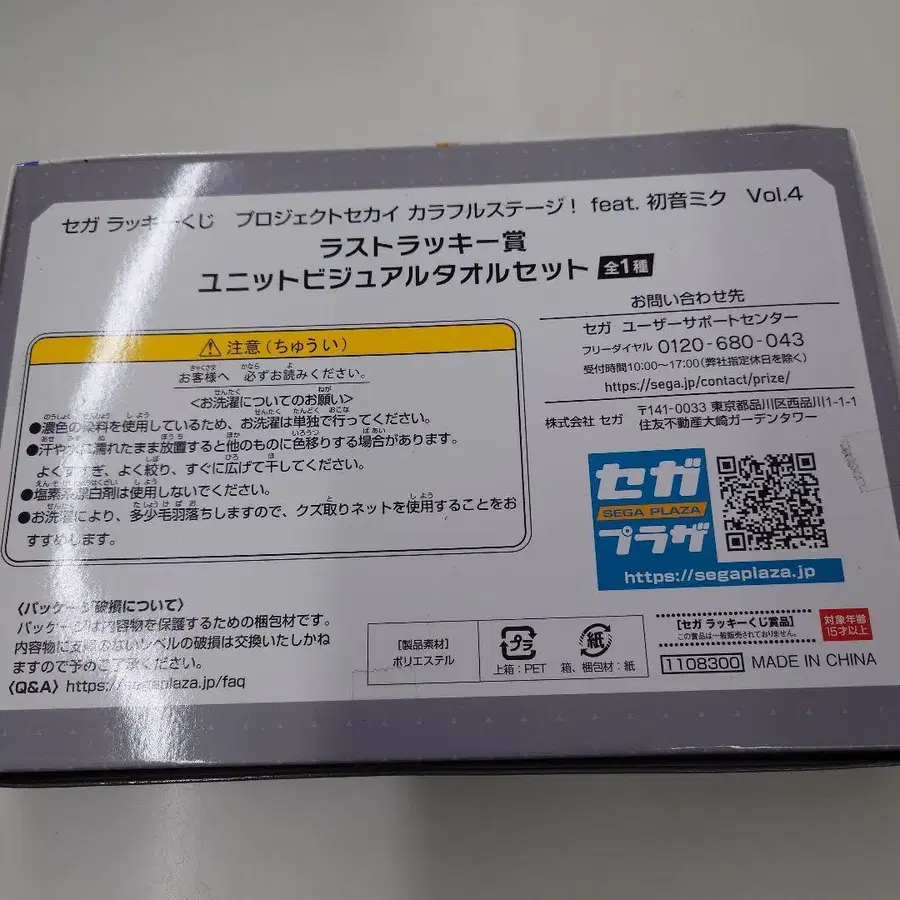 セガ ラッキーくじ プロジェクトセカイ カラフルステージ！ feat. 初音ミク Vol.4
ラストラッキー賞
ユニットビジュアルタオルセット 全1種
注意（ちゅうい）
お客様へ 必ずお読みください。
<お洗濯についてのお願い>
●濃色の染料を使用しているため、お洗濯は単独で行ってください。
●汗や水に濡れたまま放置すると他のものに色移りする場合があります。
よくすすぎ、よく絞り、すぐに広げて干してください。
●塩素系漂白剤は使用しないでください。
●お洗濯により、多少毛羽落ちしますので、クズ取りネットを使用することをお
すすめします。
お問い合わせ先
セガ ユーザーサポートセンター
フリーダイヤル 0120-680-043
受付時間10:00～17:00（弊社指定休日を除く）
https://sega.jp/contact/prize/
株式会社 セガ 〒141-0033 東京都品川区西品川1-1-1
住友不動産大崎ガーデンタワー
セガ
SEGA PLAZA
プラザ
https://segaplaza.jp
〈パッケージ破損について〉
パッケージは内容物を保護するための梱包材です。
内容物に支障のないレベルの破損は交換いたしかね
ますので予めご了承ください。
〈Q&A〉https://segaplaza.jp/faq
［製品素材］
ポリエステル
プラ
上箱：PET
紙
箱、梱包材：紙
［セガ ラッキーくじ賞品］
この賞品は一般販売されておりません。
対象年齢
15才以上
1108300 MADE IN CHINA